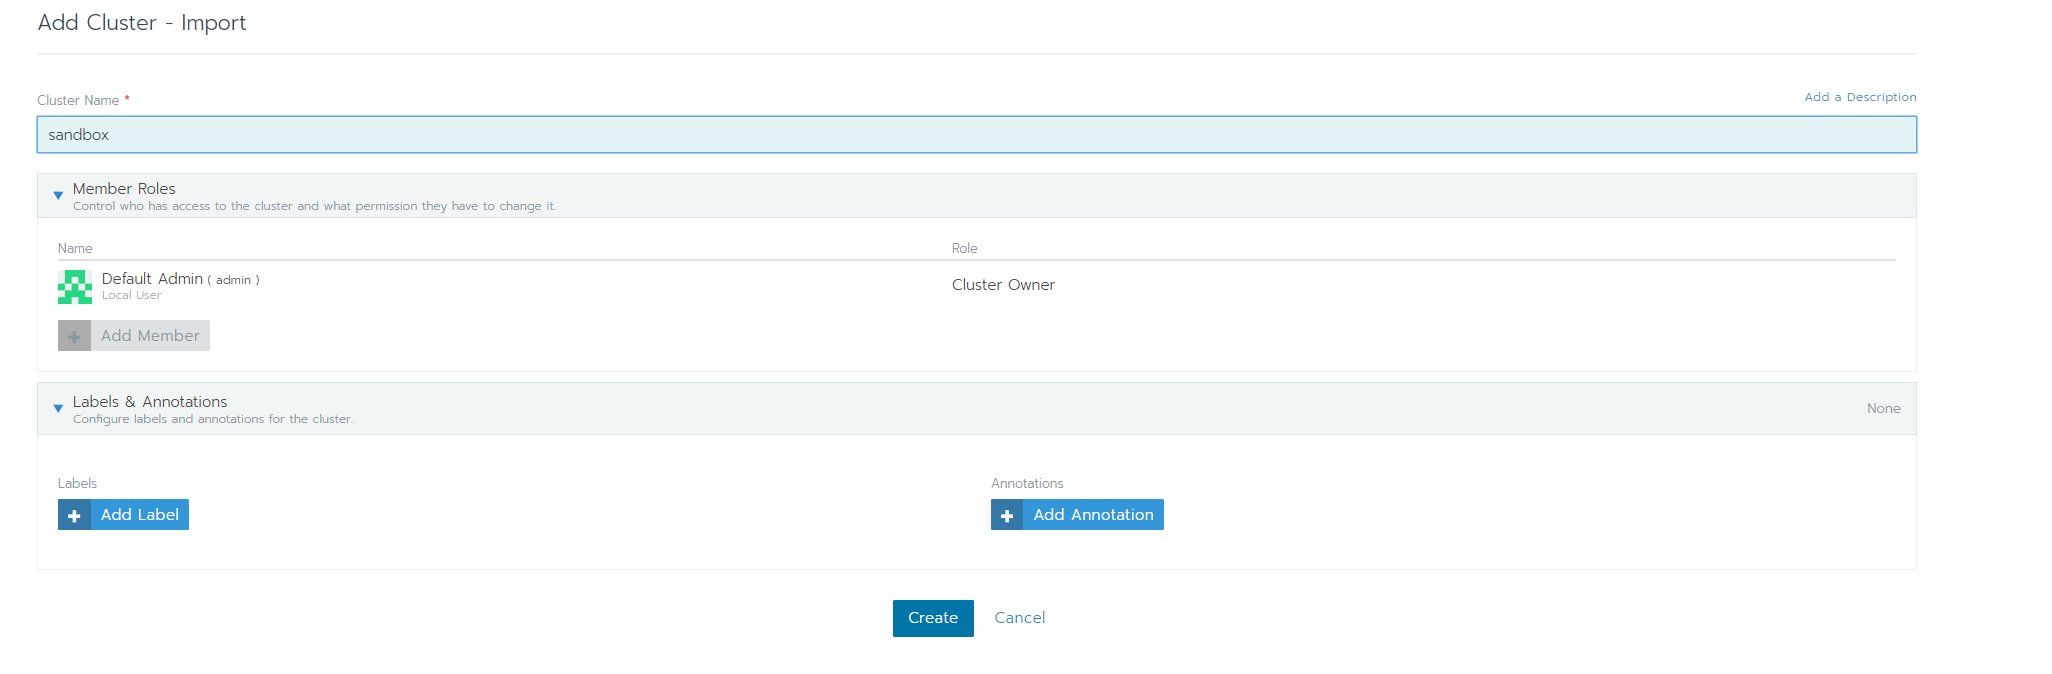 Add Cluster - Import
Cluster Name *
Add a Description
sandbox
Member Roles
Control who has access to the cluster and what permission they have to change it.
Name
Role
Default Admin ( admin )
Local User
Cluster Owner
Add Member
Labels & Annotations
Configure labels and annotations for the cluster.
None
Labels
Annotations
Add Label
Add Annotation
Create
Cancel